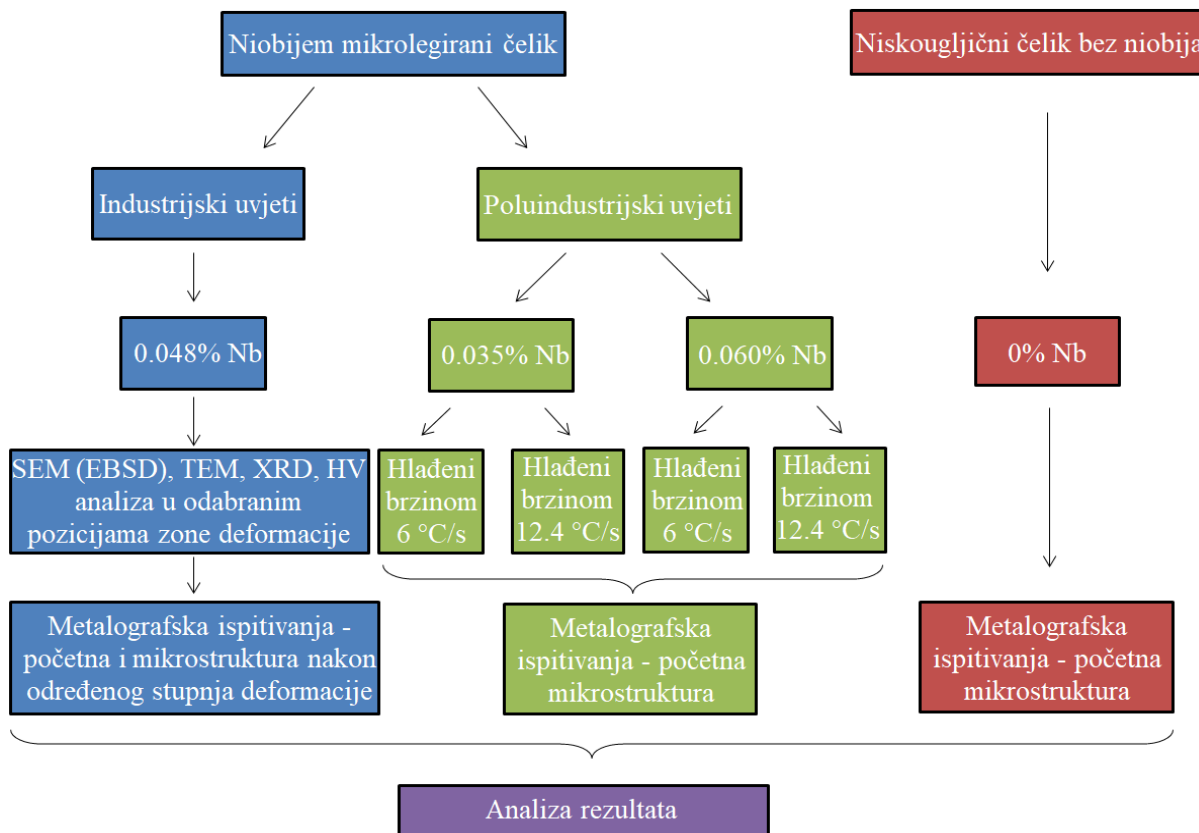 Niobijem mikrolegirani čelik
Niskougljični čelik bez niobija
Industrijski uvjeti
Poluindustrijski uvjeti
0.048% Nb
0.035% Nb
0.060% Nb
0% Nb
SEM (EBSD), TEM, XRD, HV
analiza u odabranim
pozicijama zone deformacije
Hlađeni
brzinom
6 °C/s
Hlađeni
brzinom
12.4 °C/s
Hlađeni
brzinom
6 °C/s
Hlađeni
brzinom
12.4 °C/s
Metalografska ispitivanja -
početna i mikrostruktura nakon
određenog stupnja deformacije
Metalografska
ispitivanja - početna
mikrostruktura
Metalografska
ispitivanja - početna
mikrostruktura
Analiza rezultata